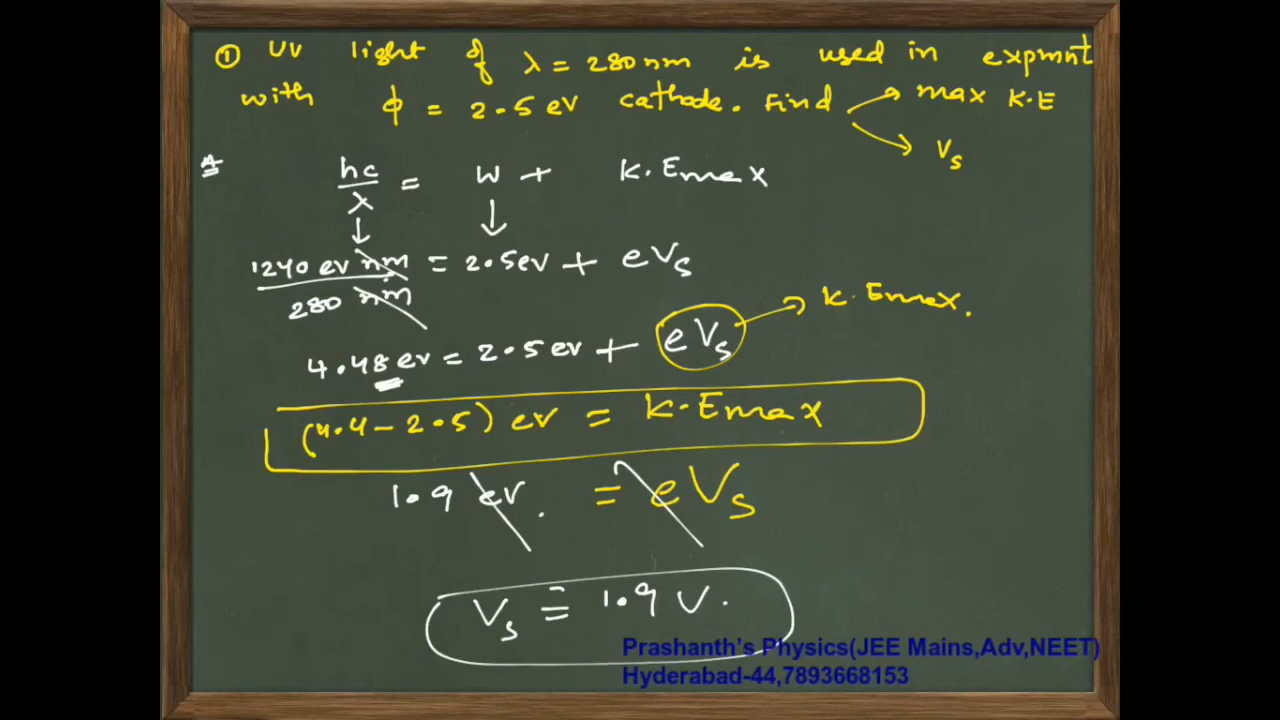 ① UV light of λ = 280 nm is used in expmnt
with ϕ = 2.5 eV cathode. Find → max K.E
→ Vs
A
hc/λ = W + K.Emax
↓ ↓
1240 ev nm / 280 nm = 2.5ev + eVs
4.48 ev = 2.5 ev + eVs → K.Emax.
(4.4 - 2.5) ev = K.Emax
1.9 ev. = eVs
Vs = 1.9 V.
Prashanth's Physics(JEE Mains,Adv,NEET)
Hyderabad-44,7893668153